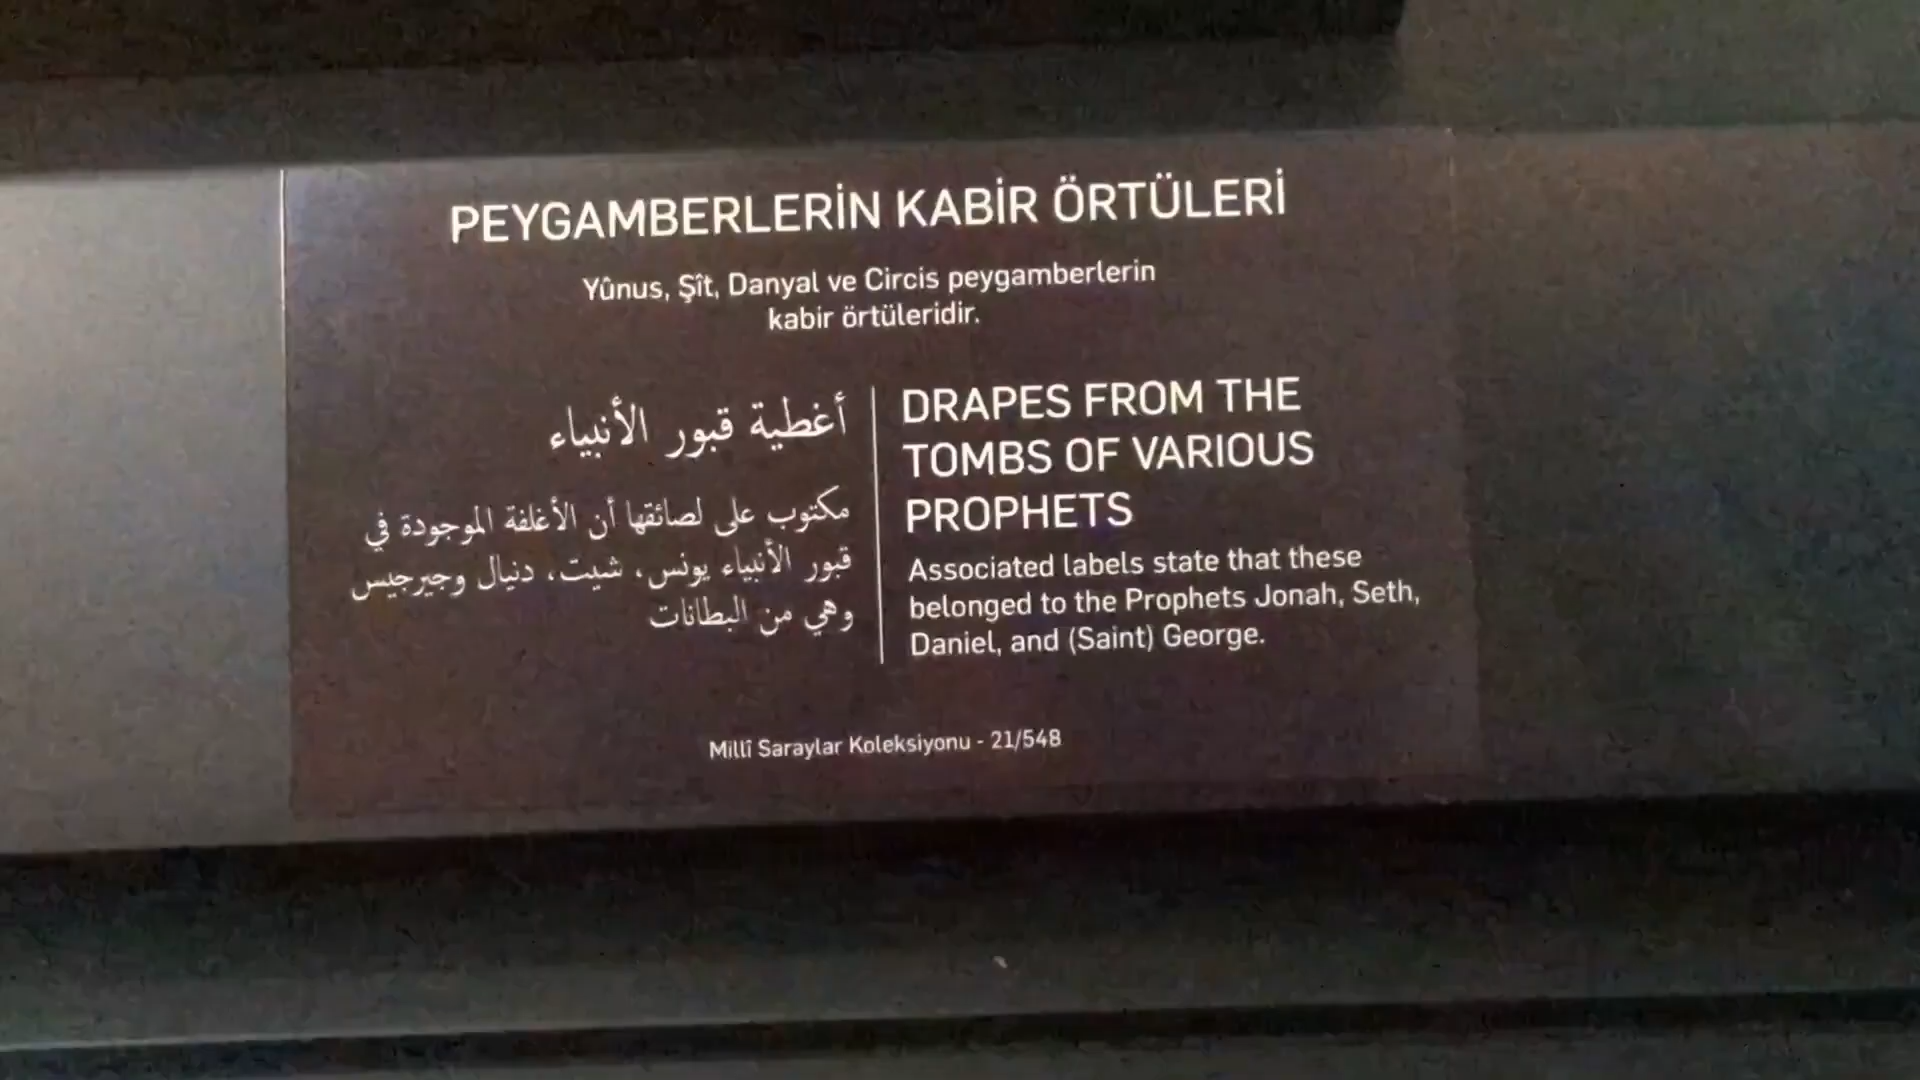 PEYGAMBERLERİN KABİR ÖRTÜLERİ
Yûnus, Şît, Danyal ve Circis peygamberlerin
kabir örtüleridir.
أغطية قبور الأنبياء
مكتوب على لصائقها أن الأغلفة الموجودة في
قبور الأنبياء يونس، شيت، دنيال وجيرجيس
وهي من البطانات
DRAPES FROM THE
TOMBS OF VARIOUS
PROPHETS
Associated labels state that these
belonged to the Prophets Jonah, Seth,
Daniel, and (Saint) George.
Millî Saraylar Koleksiyonu - 21/548